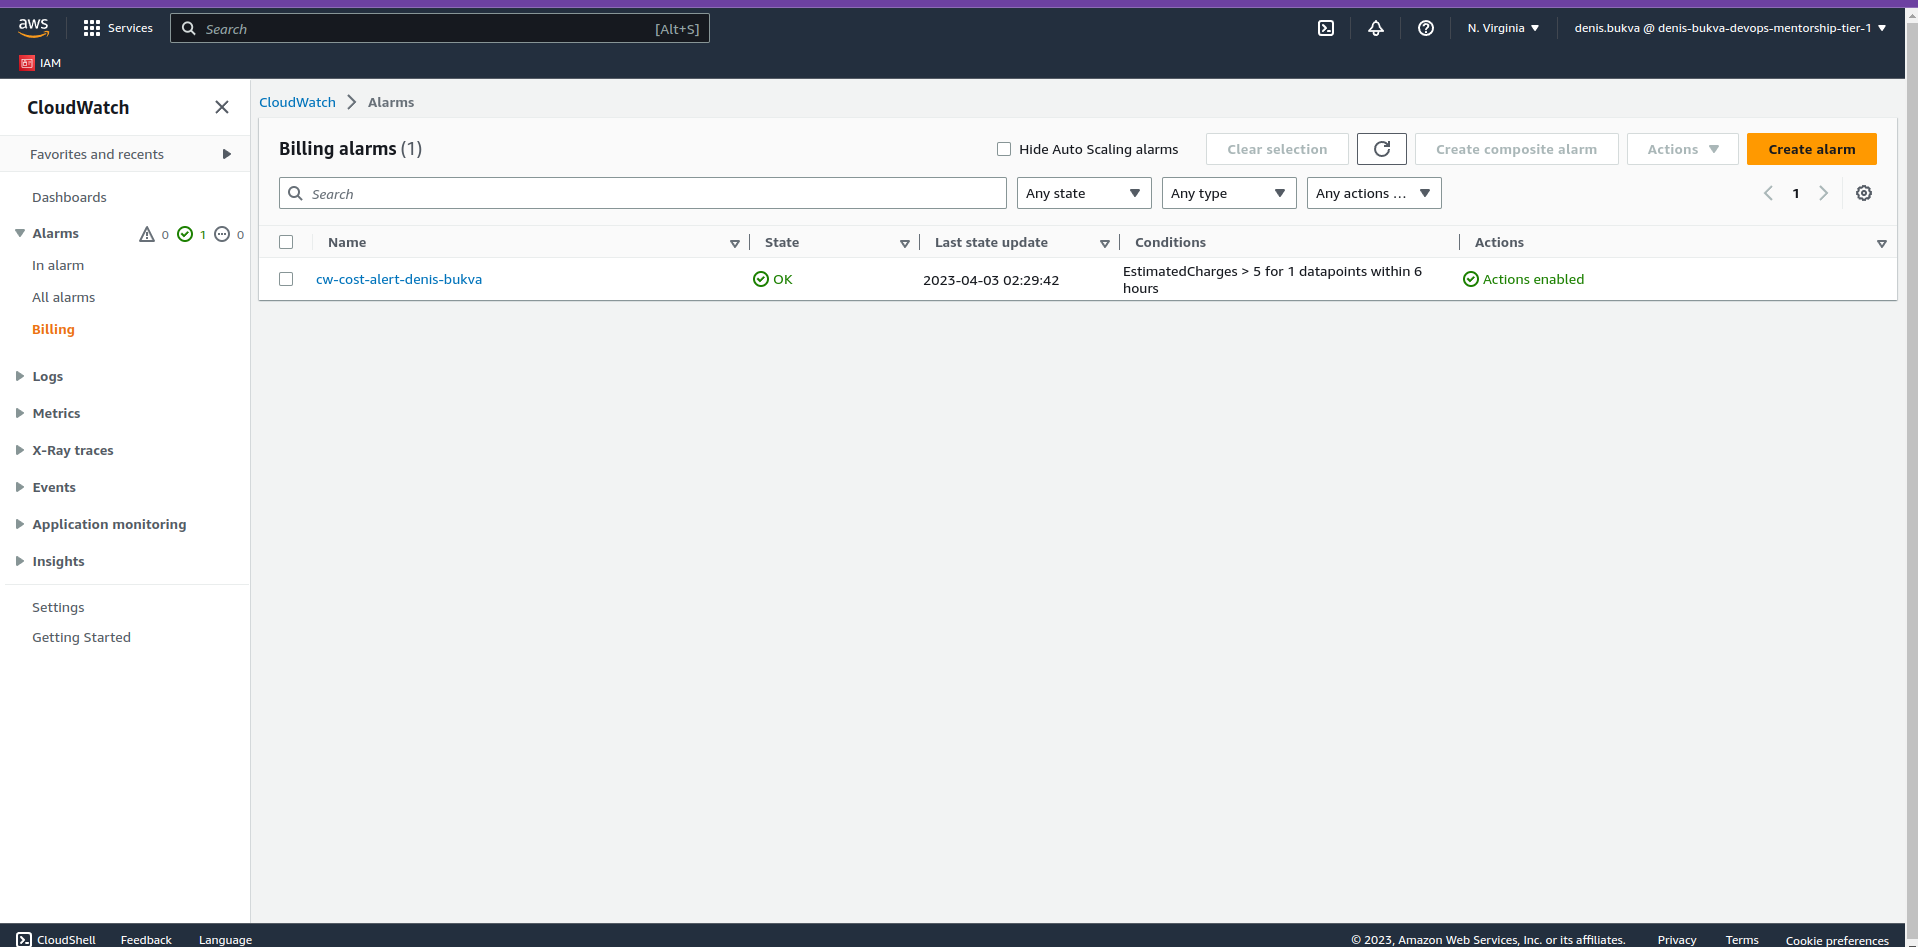 aws
Services
Search
[Alt+S]
N. Virginia
denis.bukva @ denis-bukva-devops-mentorship-tier-1
IAM
CloudWatch
Favorites and recents
Dashboards
Alarms 0 1 0
In alarm
All alarms
Billing
Logs
Metrics
X-Ray traces
Events
Application monitoring
Insights
Settings
Getting Started
CloudWatch > Alarms
Billing alarms (1)
Hide Auto Scaling alarms
Clear selection
Create composite alarm
Actions
Create alarm
Search
Any state
Any type
Any actions ...
1
Name
State
Last state update
Conditions
Actions
cw-cost-alert-denis-bukva
OK
2023-04-03 02:29:42
EstimatedCharges > 5 for 1 datapoints within 6
hours
Actions enabled
CloudShell
Feedback
Language
© 2023, Amazon Web Services, Inc. or its affiliates.
Privacy
Terms
Cookie preferences